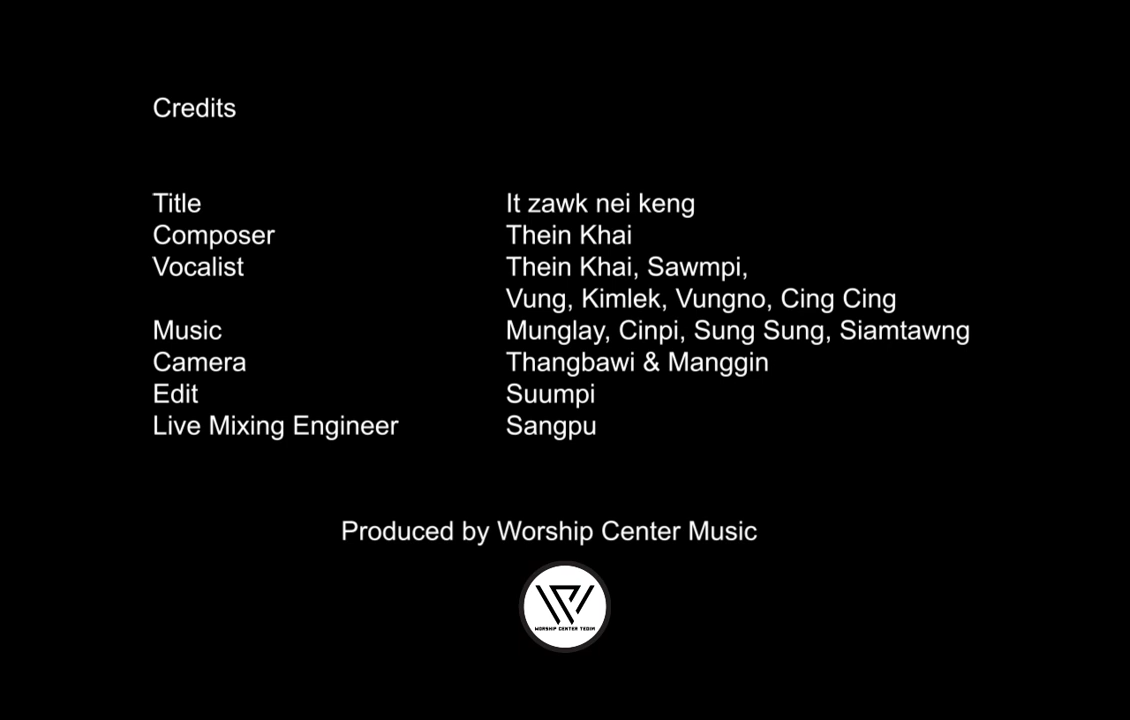 Credits
Title It zawk nei keng
Composer Thein Khai
Vocalist Thein Khai, Sawmpi,
Vung, Kimlek, Vungno, Cing Cing
Music Munglay, Cinpi, Sung Sung, Siamtawng
Camera Thangbawi & Manggin
Edit Suumpi
Live Mixing Engineer Sangpu
Produced by Worship Center Music
WORSHIP CENTER TEDIM